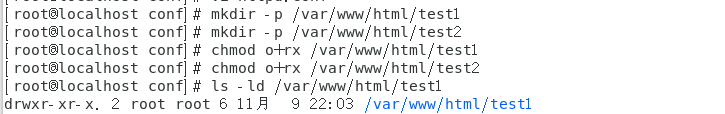 [root@localhost conf]# mkdir -p /var/www/html/test1
[root@localhost conf]# mkdir -p /var/www/html/test2
[root@localhost conf]# chmod o+rx /var/www/html/test1
[root@localhost conf]# chmod o+rx /var/www/html/test2
[root@localhost conf]# ls -ld /var/www/html/test1
drwxr-xr-x. 2 root root 6 11月  9 22:03 /var/www/html/test1